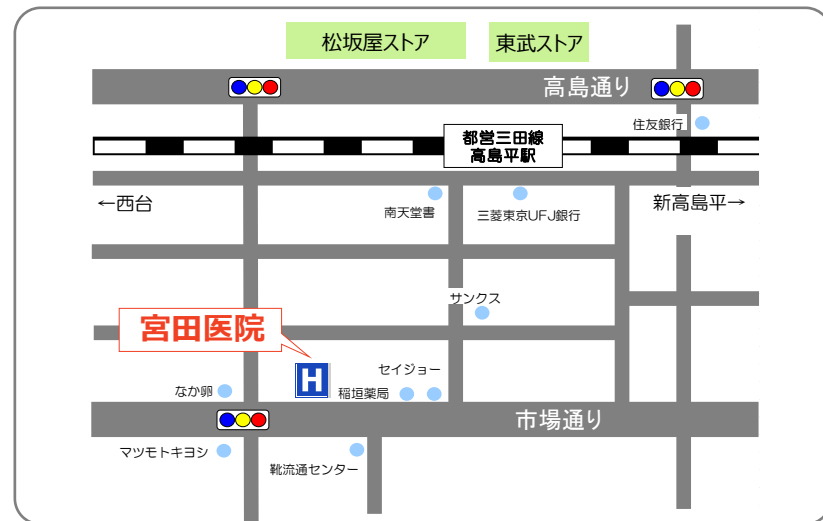 松坂屋ストア
東武ストア
高島通り
住友銀行
都営三田線
高島平駅
←西台
新高島平→
南天堂書
三菱東京UFJ銀行
サンクス
宮田医院
H
セイジョー
なか卵
稲垣薬局
市場通り
マツモトキヨシ
靴流通センター